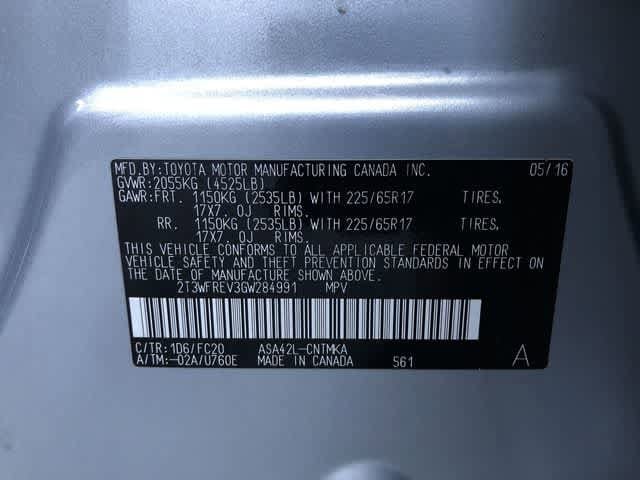 MFD.BY:TOYOTA MOTOR MANUFACTURING CANADA INC. 05/16
GVWR:2055KG (4525LB)
GAWR:FRT. 1150KG (2535LB) WITH 225/65R17 TIRES,
17X7.0J RIMS.
RR. 1150KG (2535LB) WITH 225/65R17 TIRES,
17X7.0J RIMS.
THIS VEHICLE CONFORMS TO ALL APPLICABLE FEDERAL MOTOR
VEHICLE SAFETY AND THEFT PREVENTION STANDARDS IN EFFECT ON
THE DATE OF MANUFACTURE SHOWN ABOVE.
2T3WFREV3GW284991 MPV
C/TR:1D6/FC20 ASA42L-CNTMKA
A/TM:-02A/U760E MADE IN CANADA 561 A